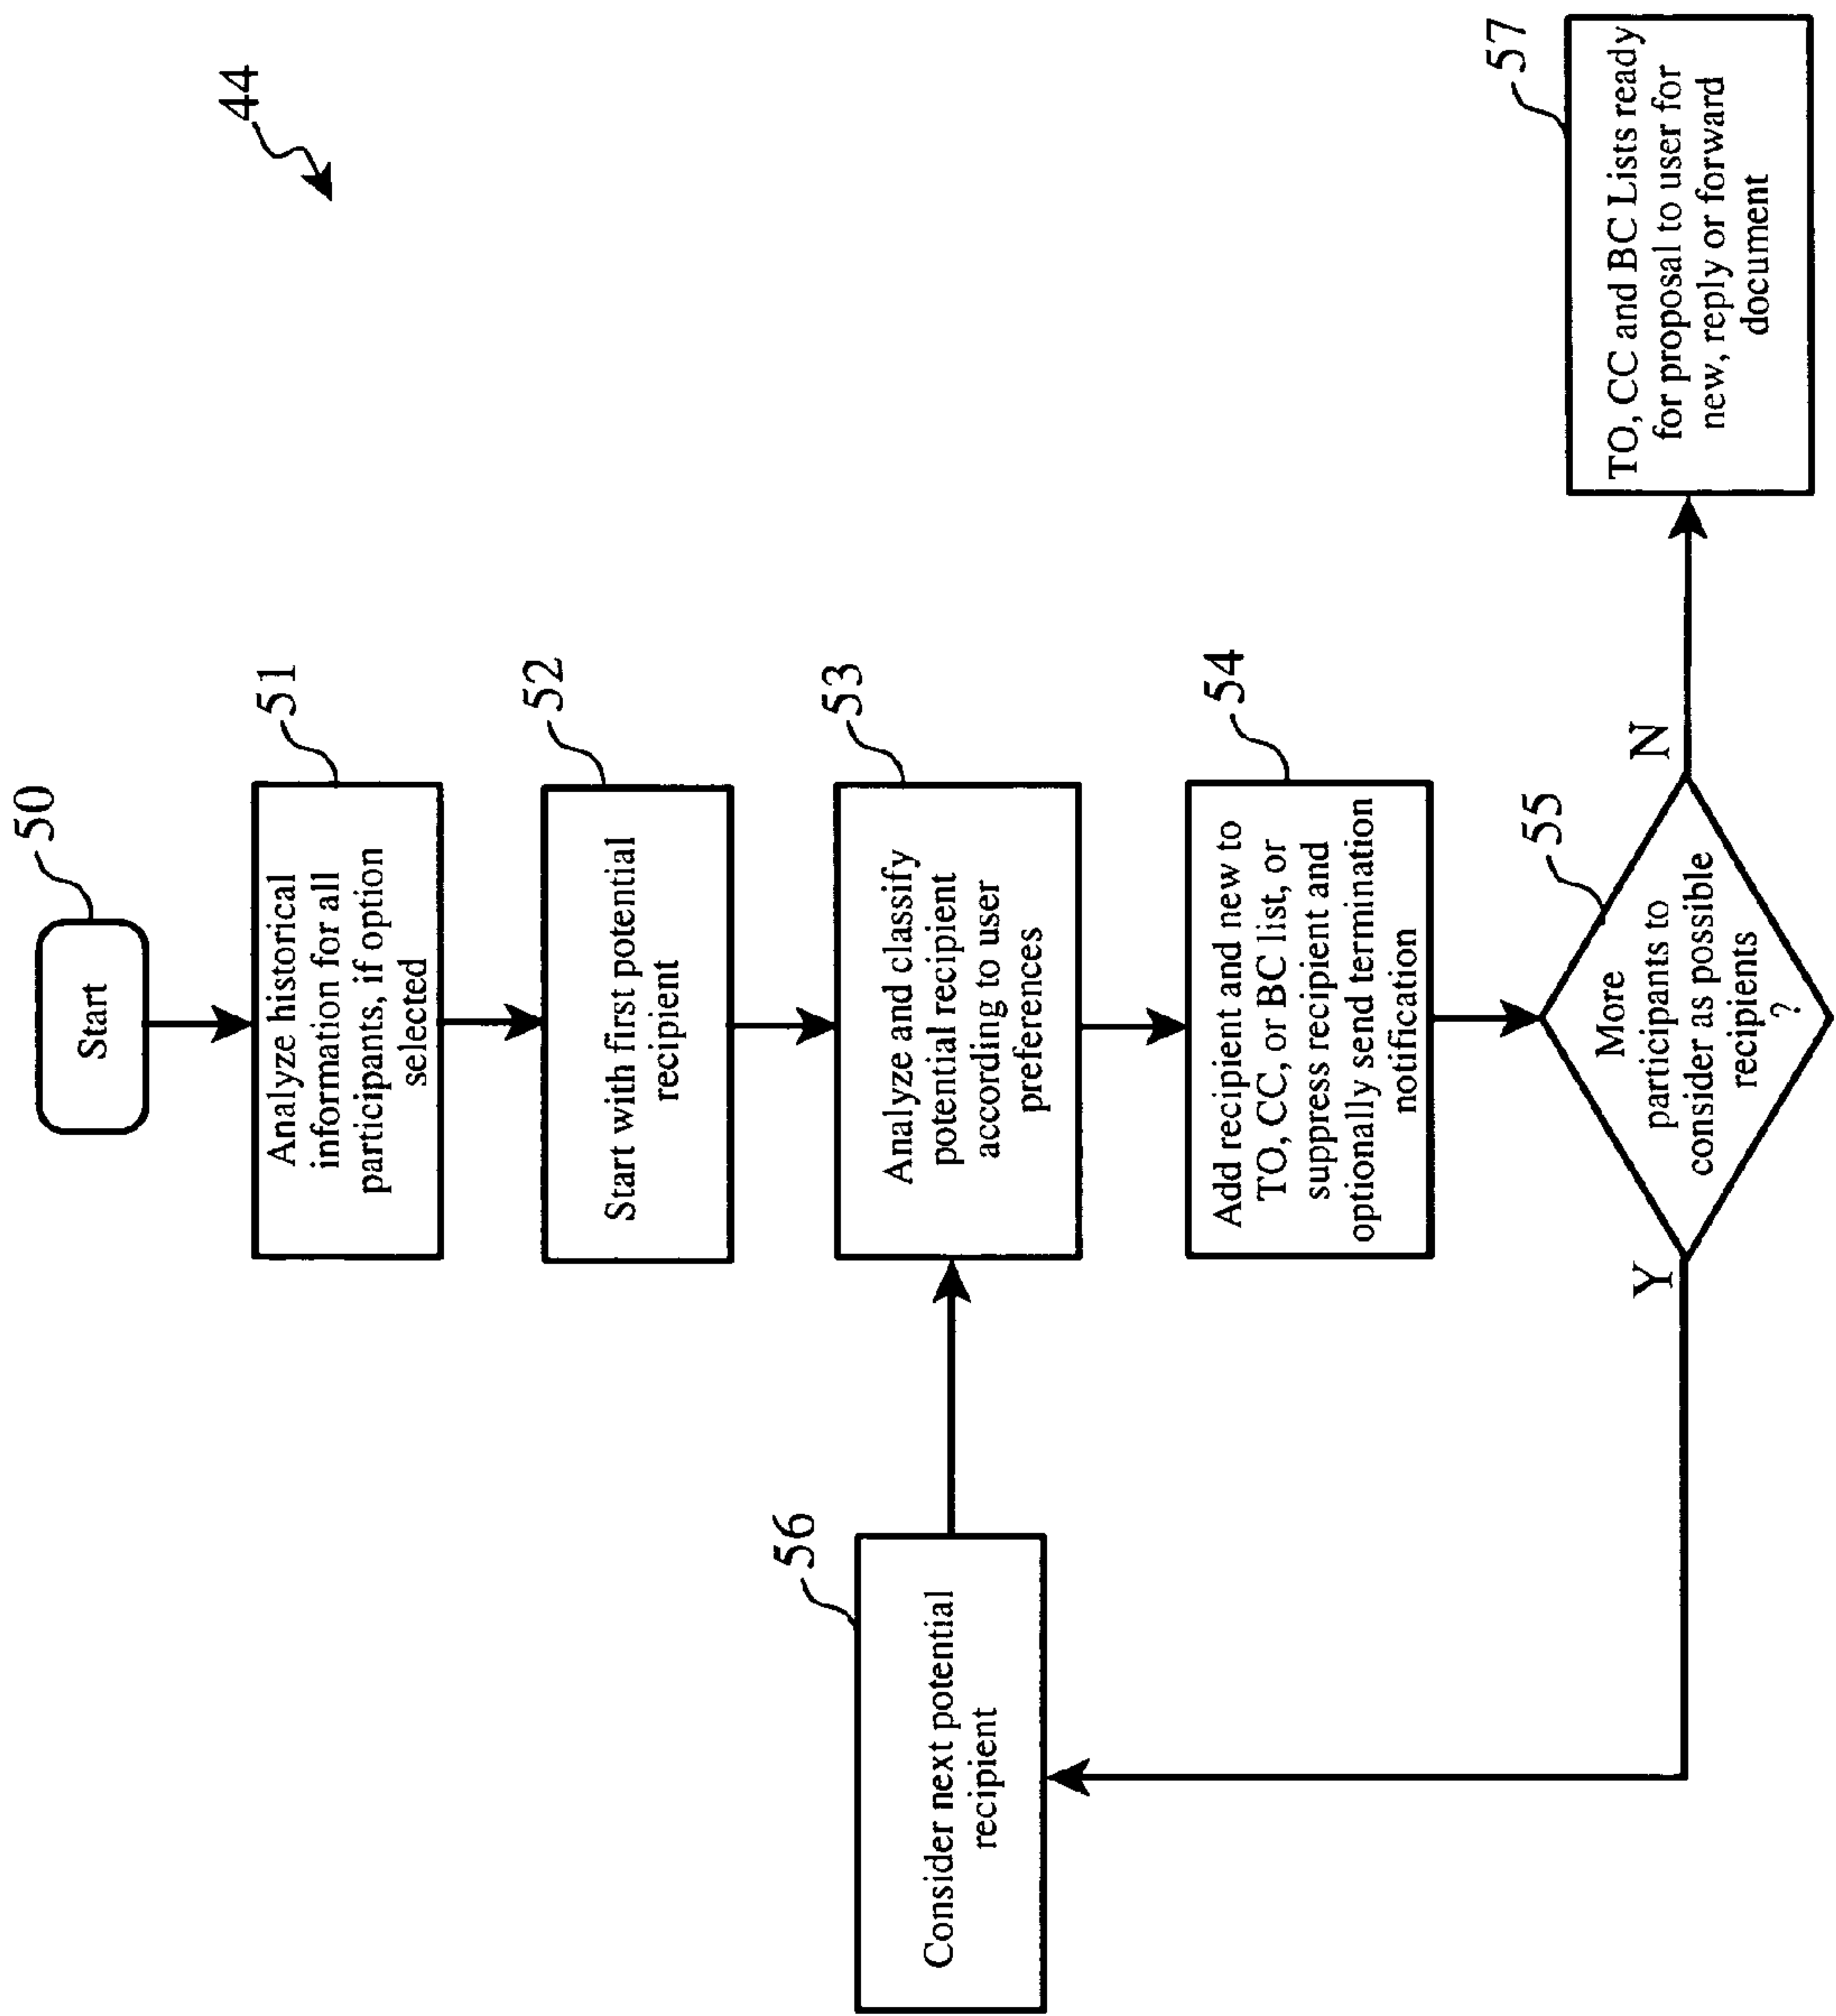 44
50
Start
51
Analyze historical
information for all
participants, if option
selected
52
Start with first potential
recipient
53
Analyze and classify
potential recipient
according to user
preferences
54
Add recipient and new to
TO, CC, or BC list, or
suppress recipient and
optionally send termination
notification
55
More
participants to
consider as possible
recipients
?
Y
N
56
Consider next potential
recipient
57
TO, CC and BC Lists ready
for proposal to user for
new, reply or forward
document